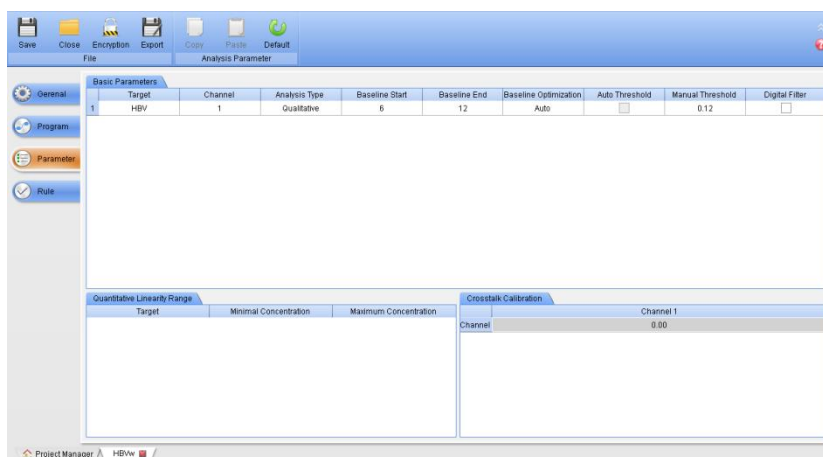 Save Close Encryption Export Copy Paste Default
File Analysis Parameter
Basic Parameters
Target Channel Analysis Type Baseline Start Baseline End Baseline Optimization Auto Threshold Manual Threshold Digital Filter
1 HBV 1 Qualitative 6 12 Auto 0.12
Gerenal
Program
Parameter
Rule
Quantitative Linearity Range
Target Minimal Concentration Maximum Concentration
Crosstalk Calibration
Channel 1
Channel 0.00
Project Manager HBVw